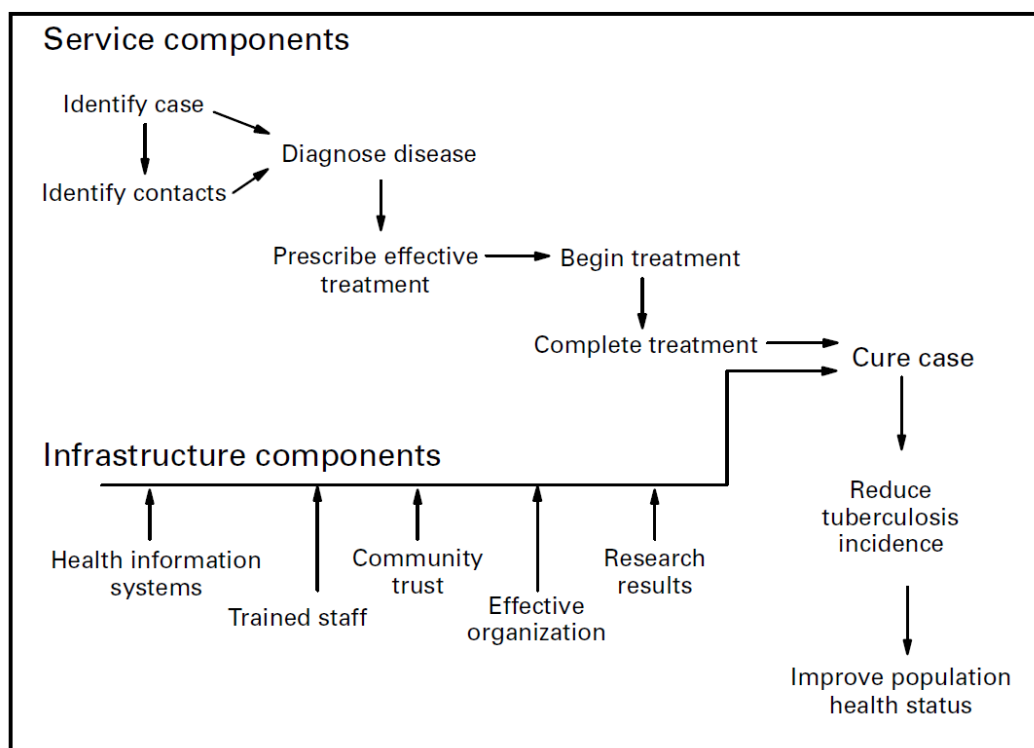 Service components
Identify case
Diagnose disease
Identify contacts
Prescribe effective
treatment
Begin treatment
Complete treatment
Cure case
Infrastructure components
Health information
systems
Trained staff
Community
trust
Effective
organization
Research
results
Reduce
tuberculosis
incidence
Improve population
health status